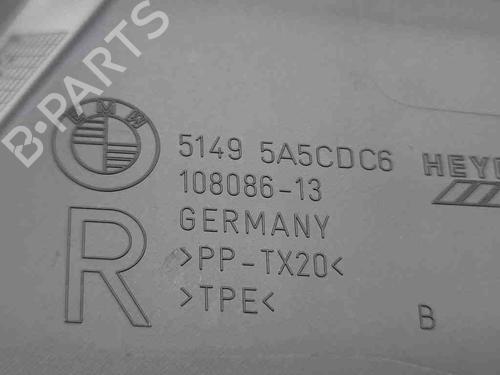 B-PARTS
BMW
5149 5A5CDC6
108086-13
GERMANY
>PP-TX20<
>TPE<
R
B